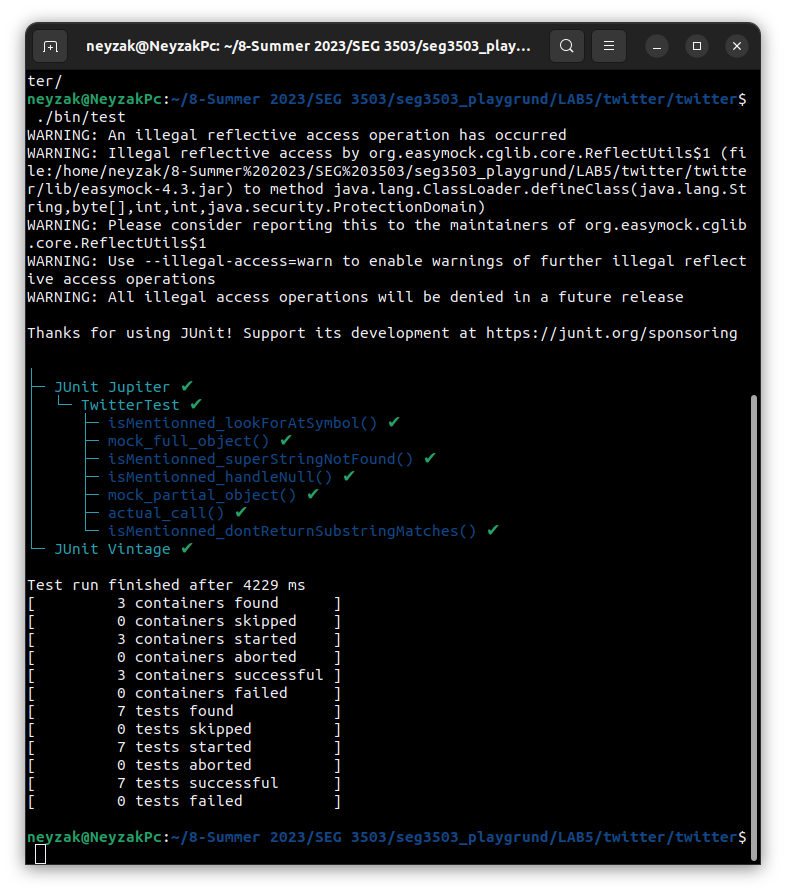 neyzak@NeyzakPc: ~/8-Summer 2023/SEG 3503/seg3503_play...
ter/
neyzak@NeyzakPc:~/8-Summer 2023/SEG 3503/seg3503_playgrund/LAB5/twitter/twitter$
./bin/test
WARNING: An illegal reflective access operation has occurred
WARNING: Illegal reflective access by org.easymock.cglib.core.ReflectUtils$1 (fi
le:/home/neyzak/8-Summer%202023/SEG%203503/seg3503_playgrund/LAB5/twitter/twitte
r/lib/easymock-4.3.jar) to method java.lang.ClassLoader.defineClass(java.lang.St
ring,byte[],int,int,java.security.ProtectionDomain)
WARNING: Please consider reporting this to the maintainers of org.easymock.cglib
.core.ReflectUtils$1
WARNING: Use --illegal-access=warn to enable warnings of further illegal reflect
ive access operations
WARNING: All illegal access operations will be denied in a future release
Thanks for using JUnit! Support its development at https://junit.org/sponsoring
├─ JUnit Jupiter ✔
│  └─ TwitterTest ✔
│     ├─ isMentionned_lookForAtSymbol() ✔
│     ├─ mock_full_object() ✔
│     ├─ isMentionned_superStringNotFound() ✔
│     ├─ isMentionned_handleNull() ✔
│     ├─ mock_partial_object() ✔
│     ├─ actual_call() ✔
│     └─ isMentionned_dontReturnSubstringMatches() ✔
└─ JUnit Vintage ✔
Test run finished after 4229 ms
[         3 containers found      ]
[         0 containers skipped    ]
[         3 containers started    ]
[         0 containers aborted    ]
[         3 containers successful ]
[         0 containers failed     ]
[         7 tests found           ]
[         0 tests skipped         ]
[         7 tests started         ]
[         0 tests aborted         ]
[         7 tests successful      ]
[         0 tests failed          ]
neyzak@NeyzakPc:~/8-Summer 2023/SEG 3503/seg3503_playgrund/LAB5/twitter/twitter$